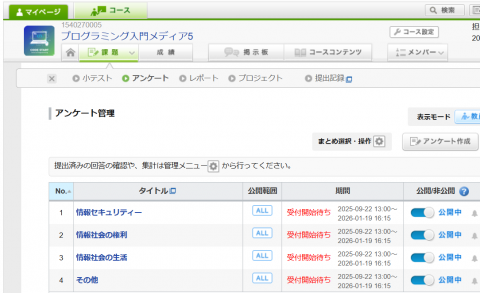 マイページ
コース
検索
1540270005
プログラミング入門メディア5
コース設定
担
20
課題
成績
掲示板
コースコンテンツ
メンバー
小テスト
アンケート
レポート
プロジェクト
提出記録
アンケート管理
表示モード
まとめ選択・操作
アンケート作成
提出済みの回答の確認や、集計は管理メニュー から行ってください。
No. タイトル 公開範囲 期間 公開/非公開
1 情報セキュリティー ALL 受付開始待ち 2025-09-22 13:00～
2026-01-19 16:15 公開中
2 情報社会の権利 ALL 受付開始待ち 2025-09-22 13:00～
2026-01-19 16:15 公開中
3 情報社会の生活 ALL 受付開始待ち 2025-09-22 13:00～
2026-01-19 16:15 公開中
4 その他 ALL 受付開始待ち 2025-09-22 13:00～
2026-01-19 16:15 公開中